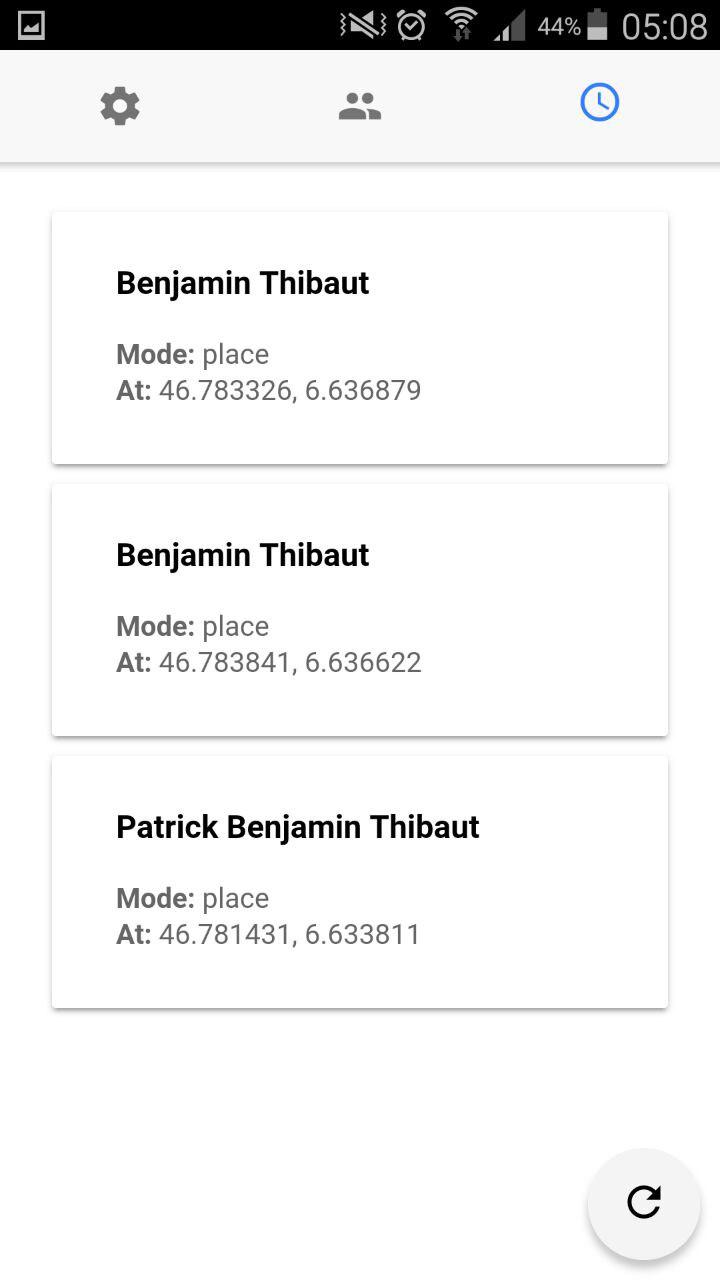 44% 05:08
Benjamin Thibaut
Mode: place
At: 46.783326, 6.636879
Benjamin Thibaut
Mode: place
At: 46.783841, 6.636622
Patrick Benjamin Thibaut
Mode: place
At: 46.781431, 6.633811